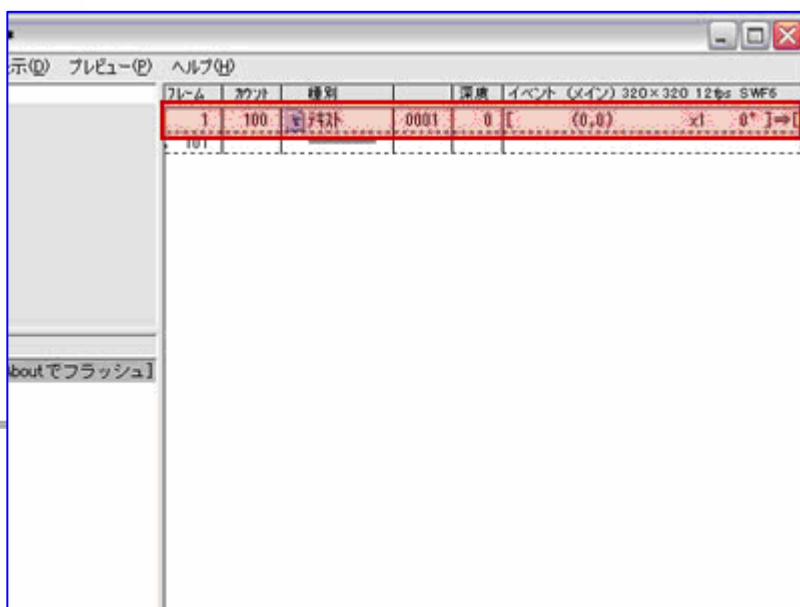 示(D) プレビュー(P) ヘルプ(H)
フレーム カウント 種別 深度 イベント (メイン) 320×320 12fps SWF6
1 100 テキスト 0001 0 [ (0,0) x1 0° ]⇒[
101
boutでフラッシュ]